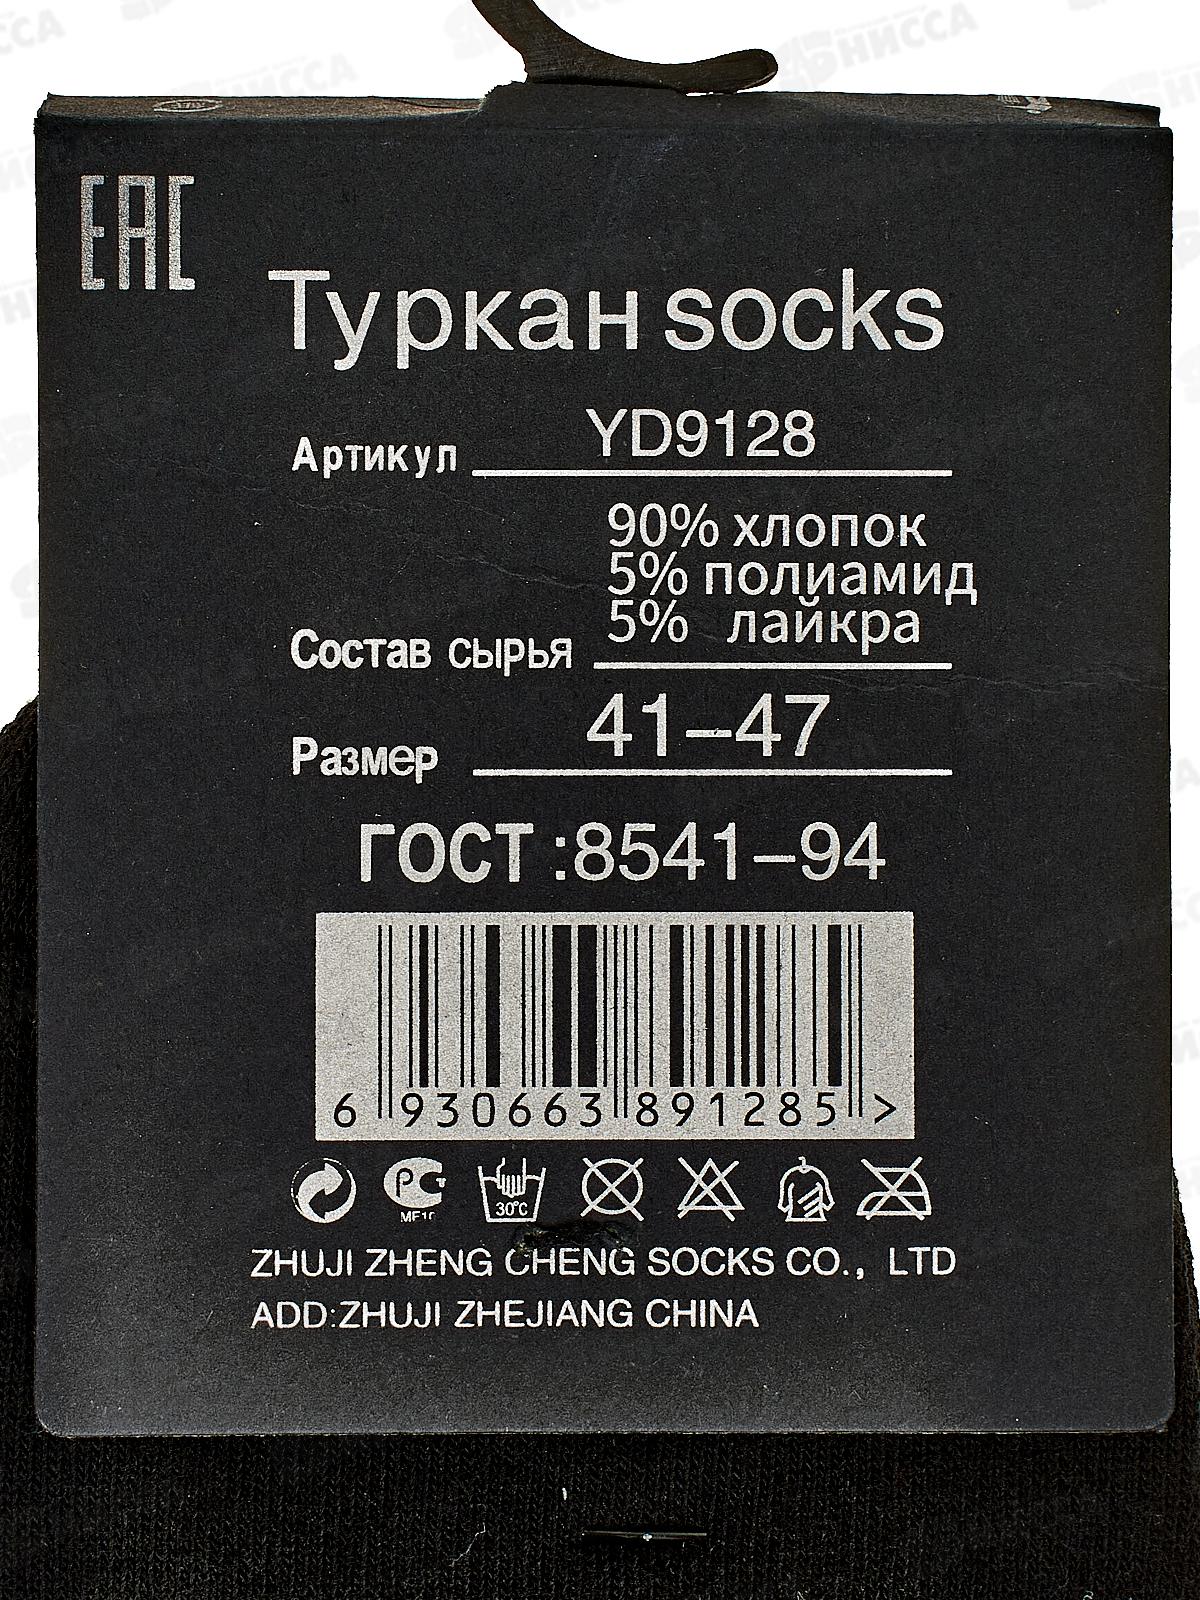 EAC
Туркан socks
Артикул YD9128
90% хлопок
5% полиамид
5% лайкра
Состав сырья
Размер 41-47
ГОСТ :8541-94
6 930663 891285 >
30°C
ZHUJI ZHENG CHENG SOCKS CO., LTD
ADD:ZHUJI ZHEJIANG CHINA